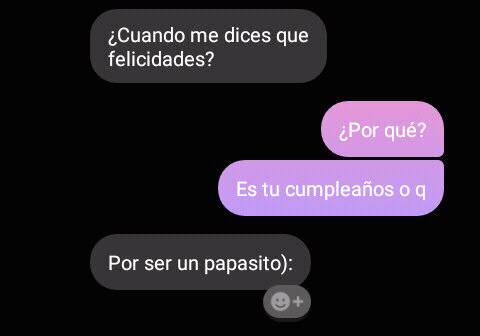 ¿Cuando me dices que
felicidades?
¿Por qué?
Es tu cumpleaños o q
Por ser un papasito):